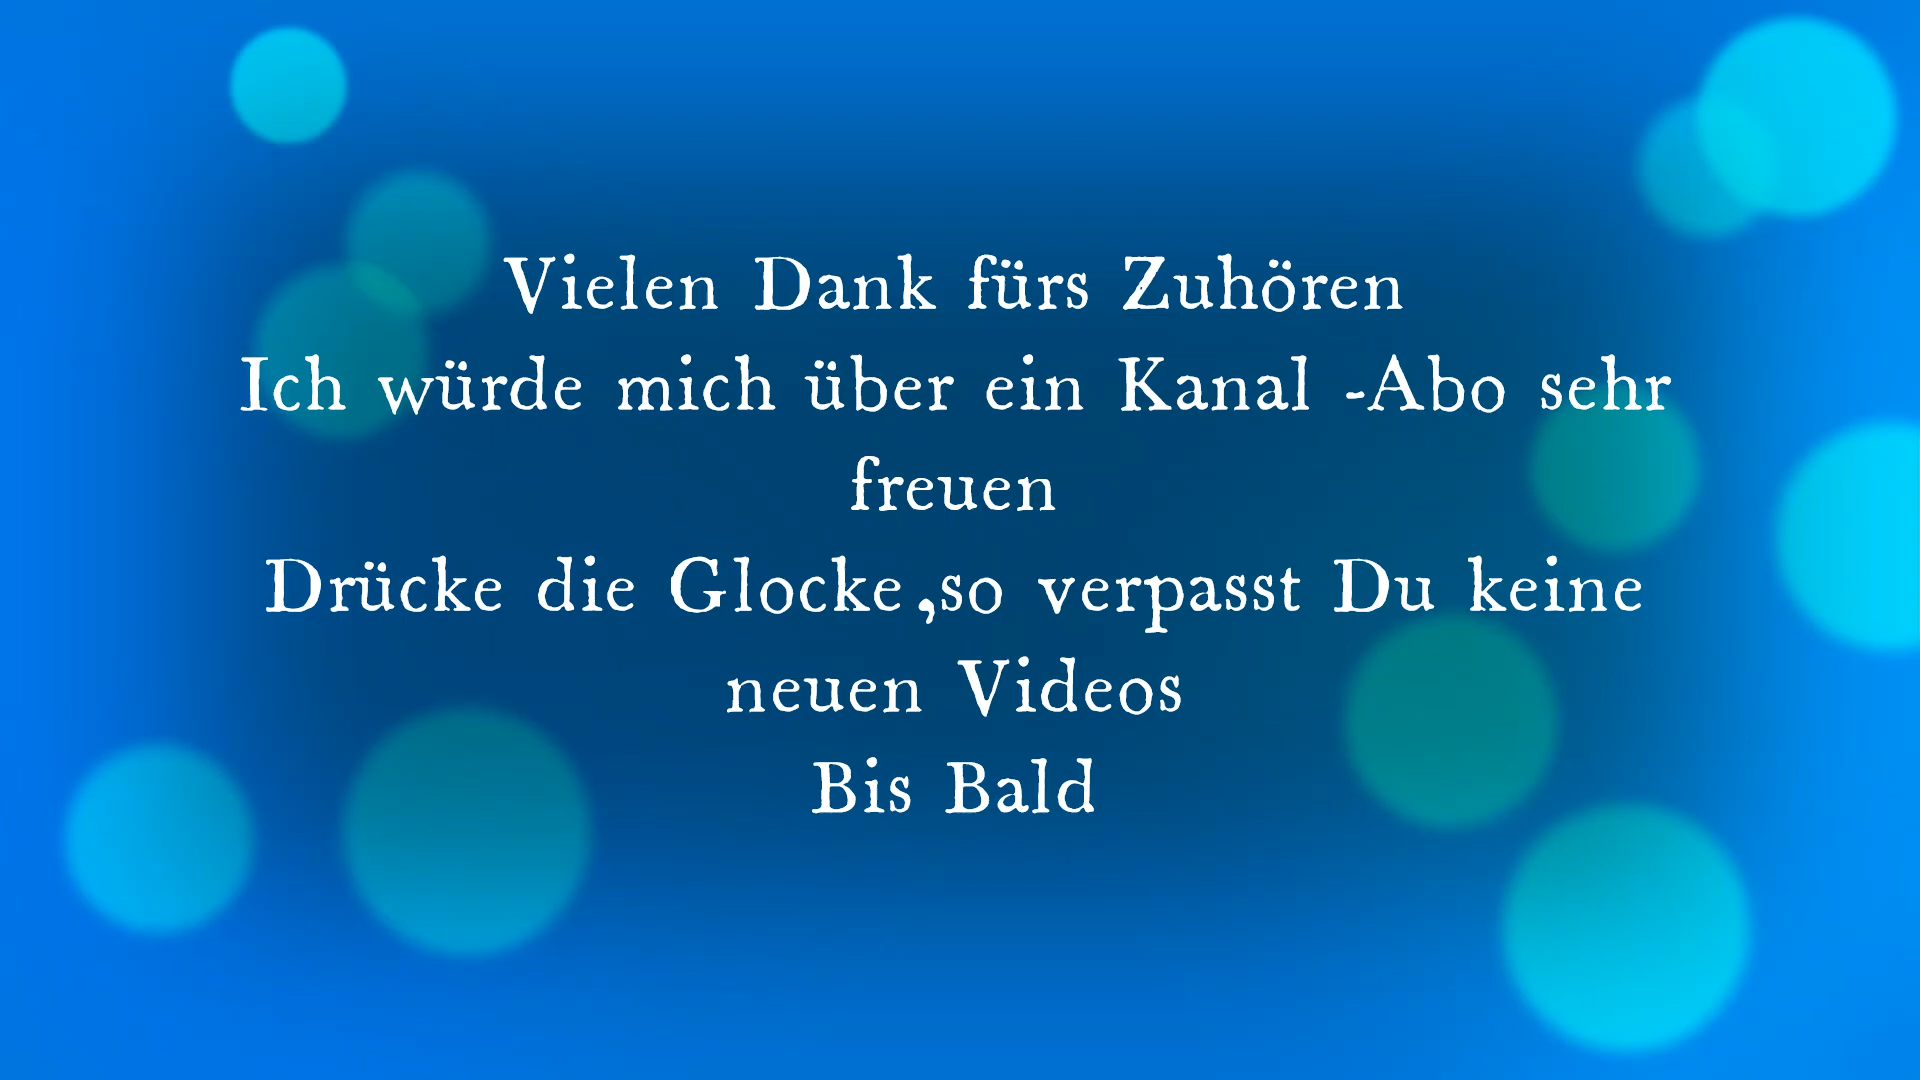 Vielen Dank fürs Zuhören
Ich würde mich über ein Kanal -Abo sehr
freuen
Drücke die Glocke,so verpasst Du keine
neuen Videos
Bis Bald